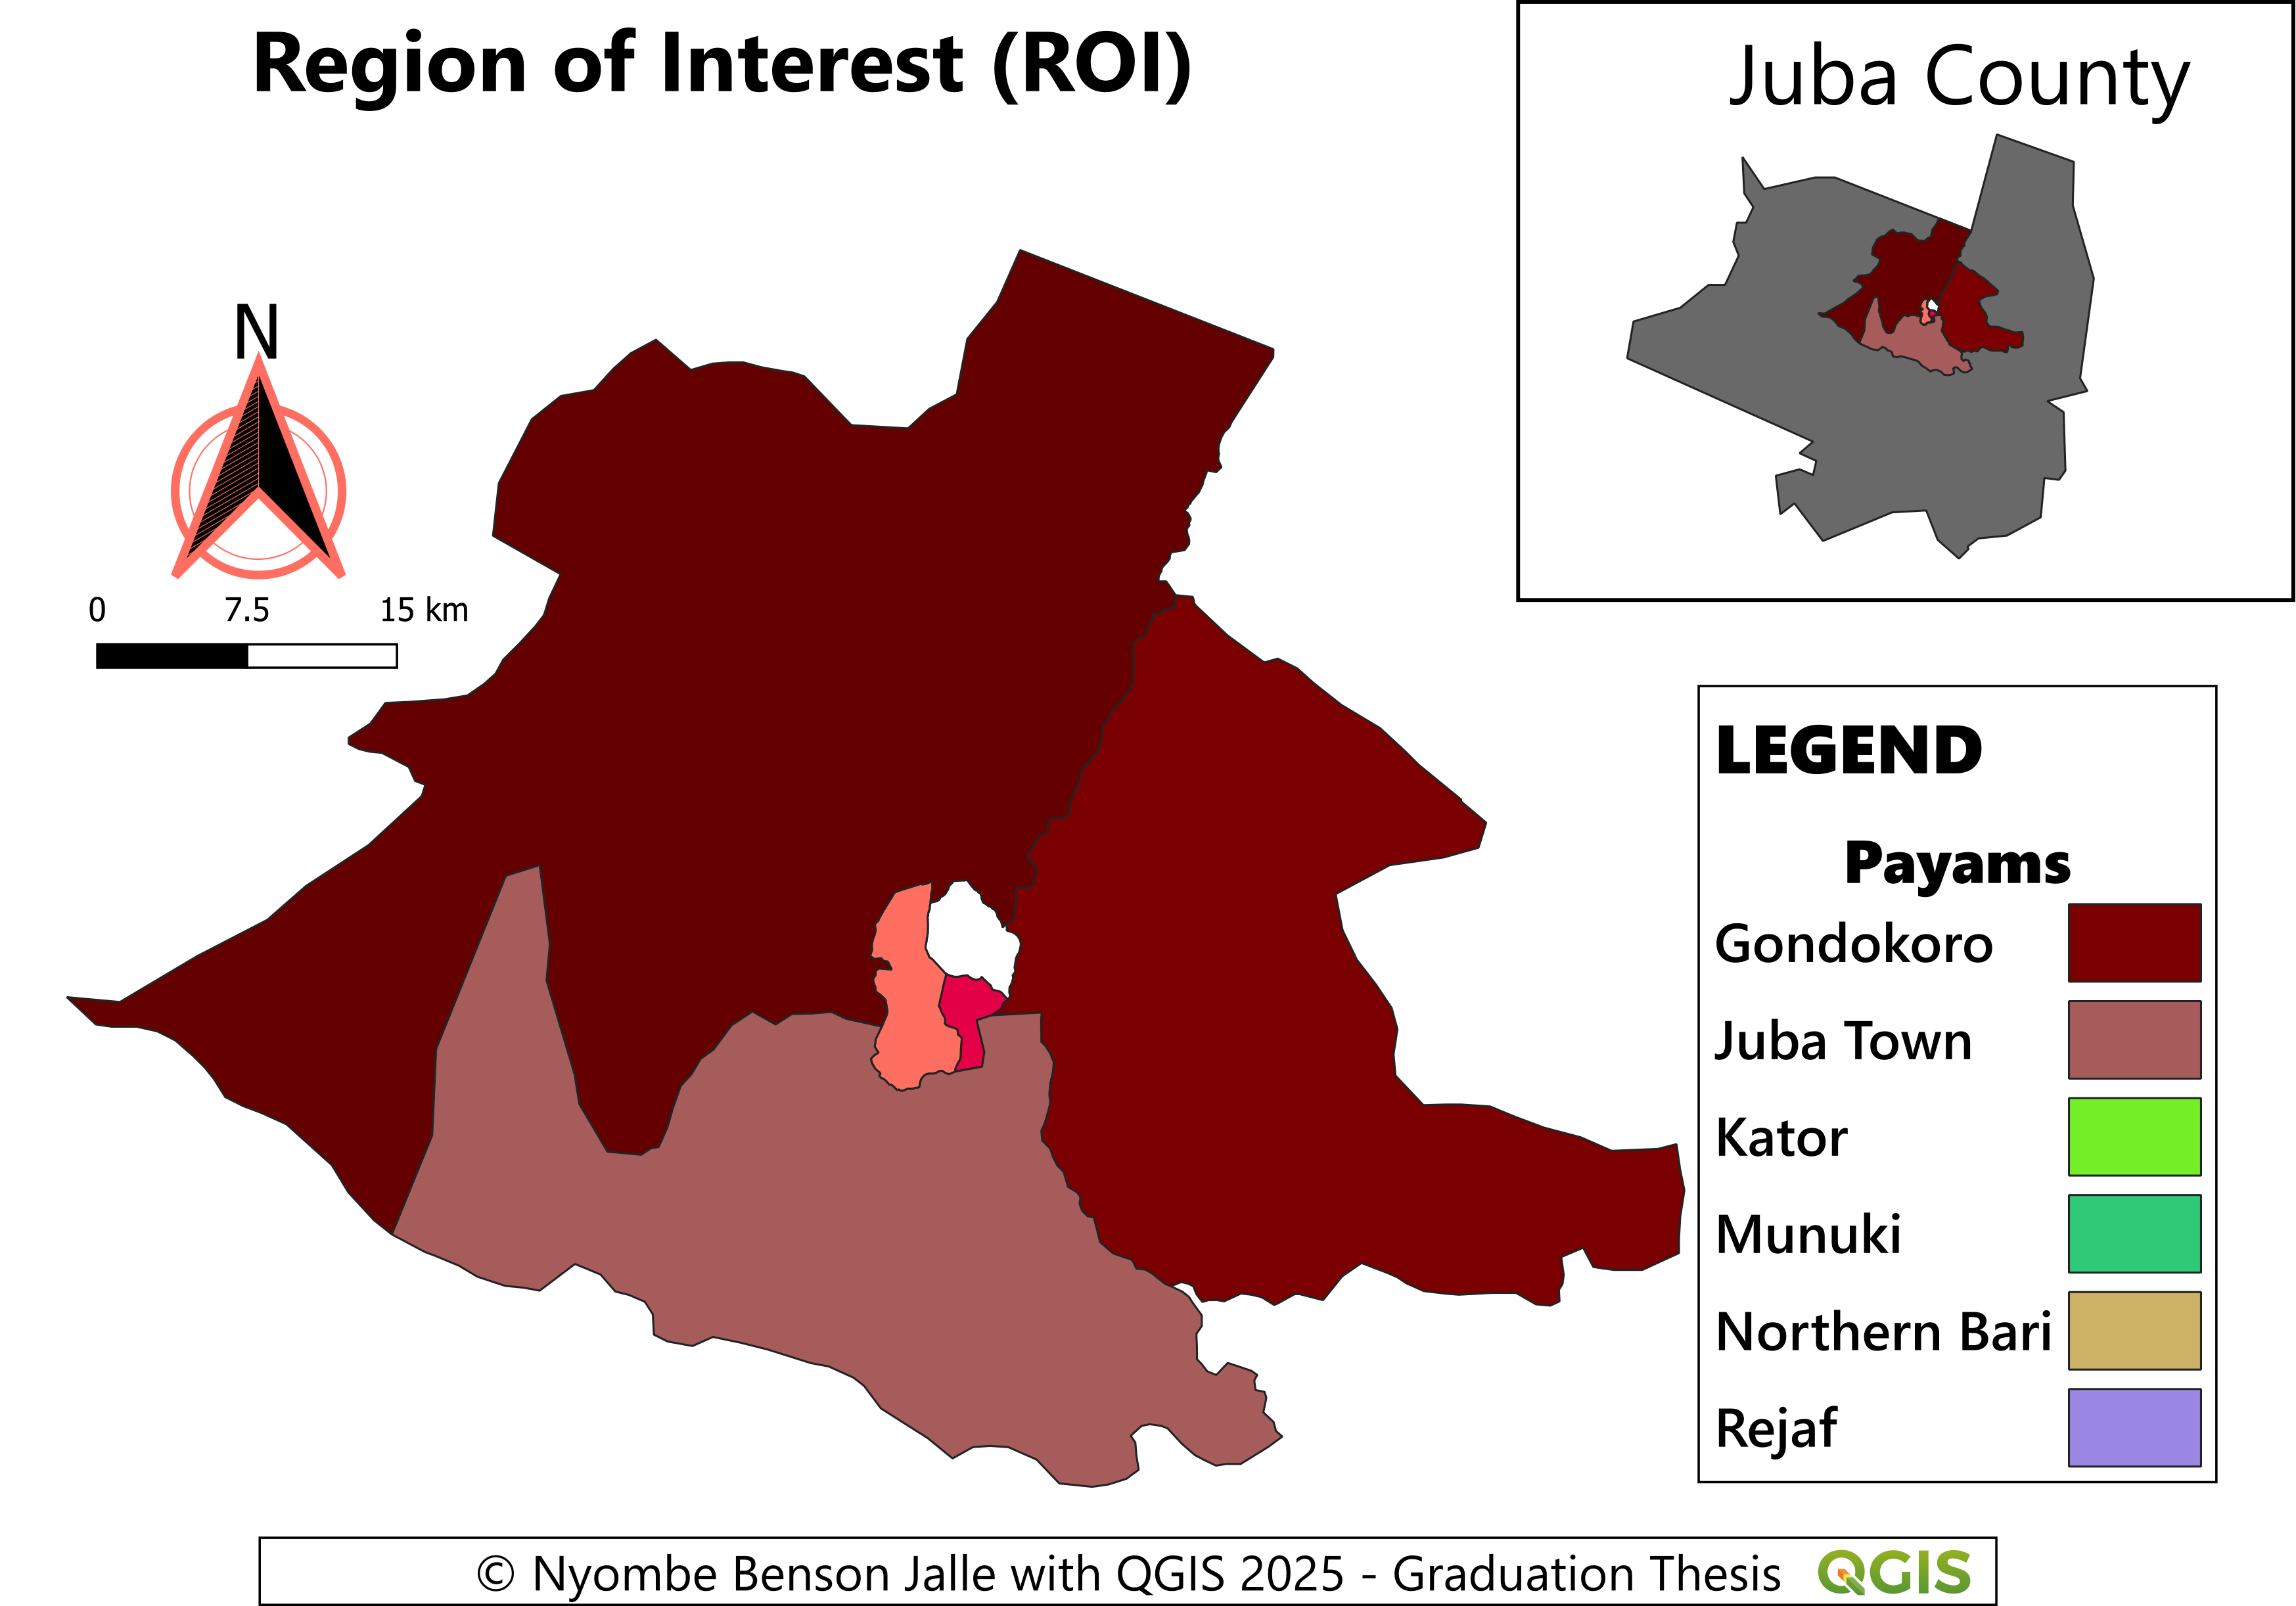 Region of Interest (ROI)
Juba County
N
0 7.5 15 km
LEGEND
Payams
Gondokoro
Juba Town
Kator
Munuki
Northern Bari
Rejaf
© Nyombe Benson Jalle with QGIS 2025 - Graduation Thesis QGIS